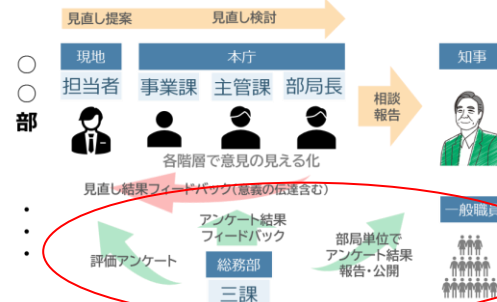 見直し提案
見直し検討
現地
本庁
知事
○
○
部
担当者
事業課
主管課
部局長
相談
報告
各階層で意見の見える化
見直し結果フィードバック(意義の伝達含む)
・
・
・
一般職員
アンケート結果
フィードバック
部局単位で
アンケート結果
報告・公開
評価アンケート
総務部
三課